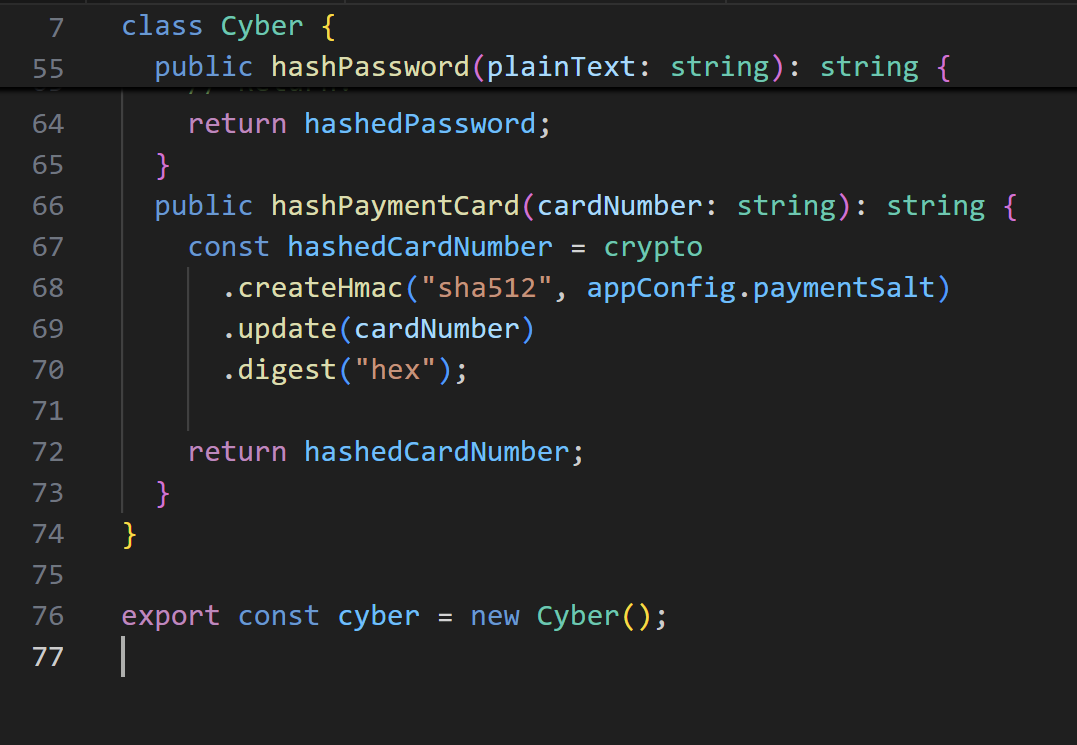 7 class Cyber {
55 public hashPassword(plainText: string): string {
64 return hashedPassword;
65 }
66 public hashPaymentCard(cardNumber: string): string {
67 const hashedCardNumber = crypto
68 .createHmac("sha512", appConfig.paymentSalt)
69 .update(cardNumber)
70 .digest("hex");
71
72 return hashedCardNumber;
73 }
74 }
75
76 export const cyber = new Cyber();
77